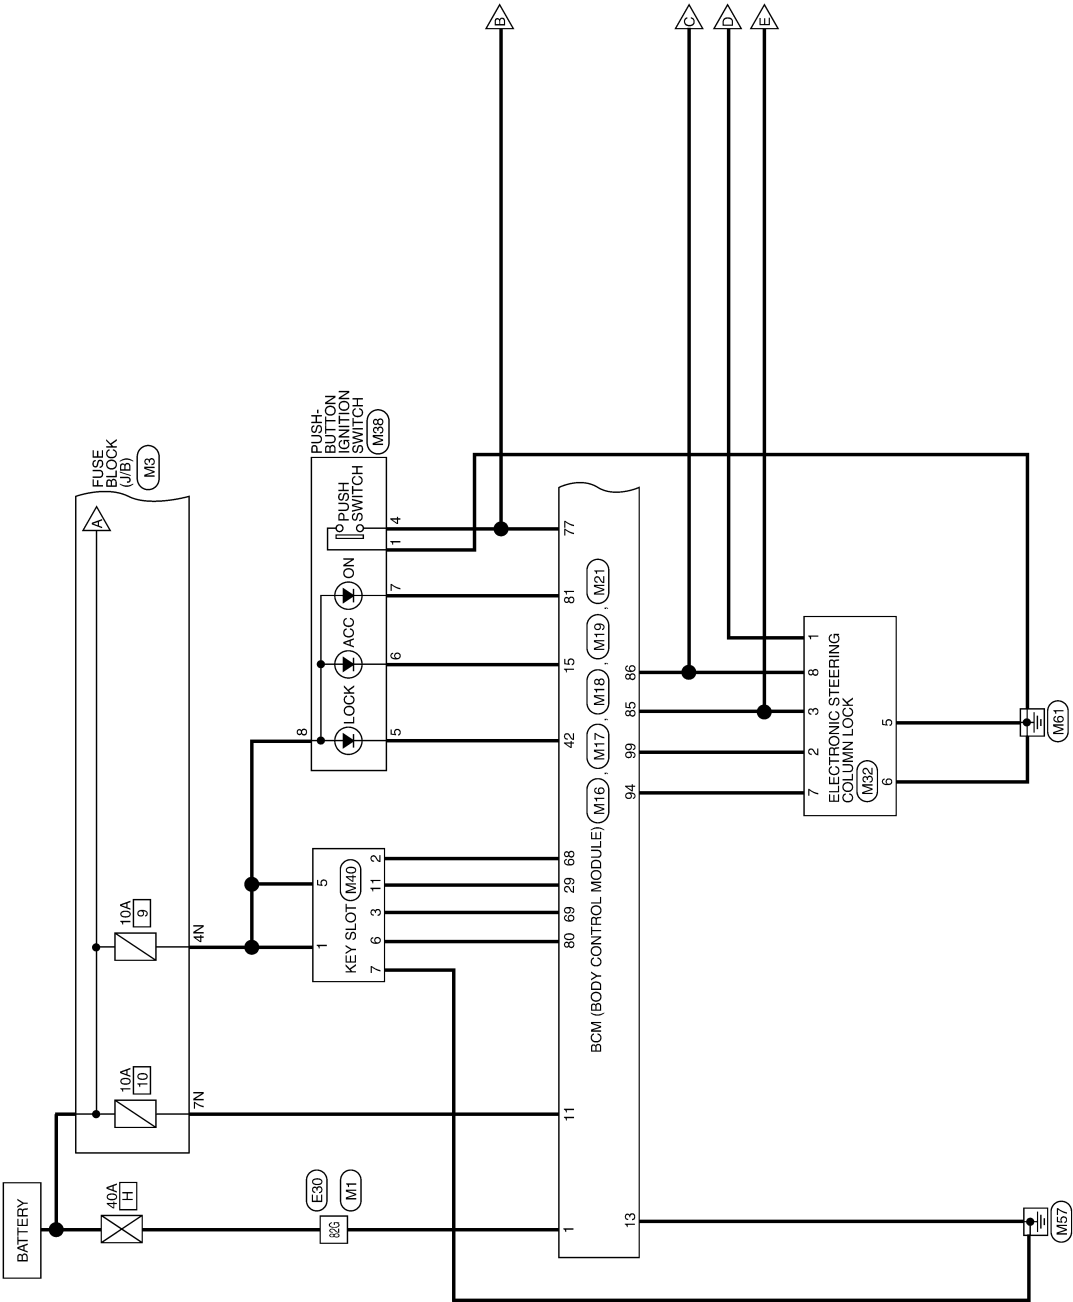 BATTERY
40A
H
E30
M1
82G
1
13
M57
FUSE
BLOCK
(J/B)
M3
A
10A
10
7N
11
10A
9
4N
KEY SLOT
M40
1
5
7
6
3
11
2
80
69
29
68
PUSH-
BUTTON
IGNITION
SWITCH
M38
8
LOCK
ACC
ON
PUSH
SWITCH
5
6
7
1
4
42
15
81
77
BCM (BODY CONTROL MODULE) M16 , M17 , M18 , M19 , M21
94
99
85
86
7
2
3
8
1
ELECTRONIC STEERING
COLUMN LOCK
M32
6
5
M61
B
C
D
E